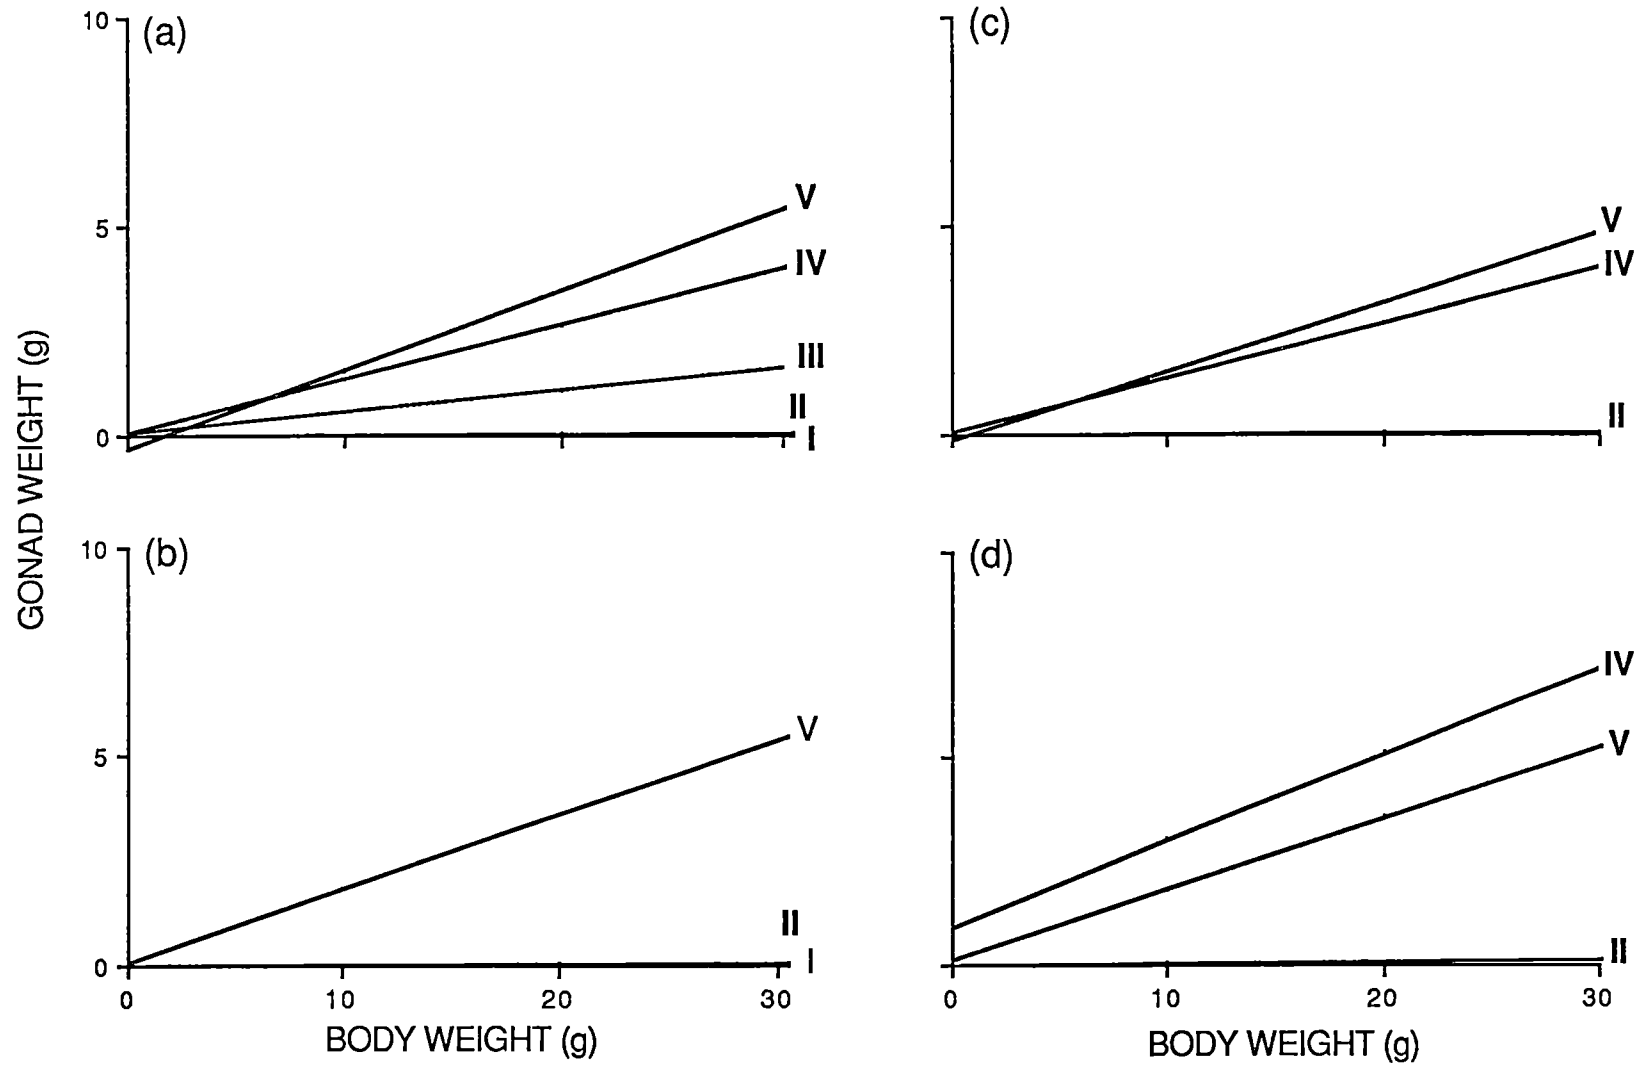 10
(a)
V
5
IV
III
II
0
I
(c)
V
IV
II
GONAD WEIGHT (g)
10
(b)
V
5
II
0
I
0 10 20 30
BODY WEIGHT (g)
(d)
IV
V
II
0 10 20 30
BODY WEIGHT (g)